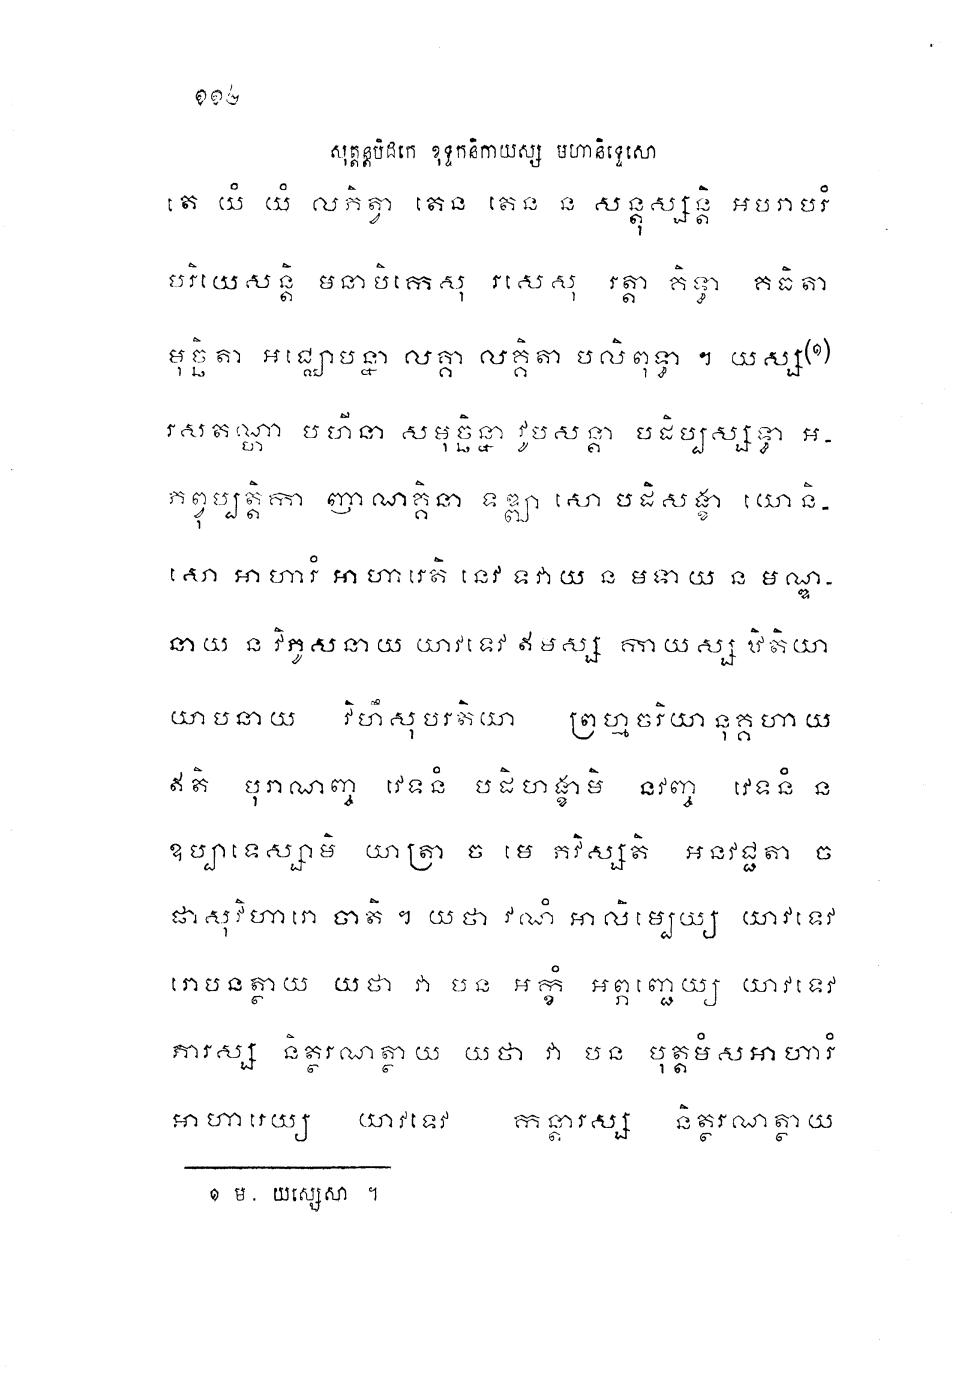 ១១៤
សុត្តន្តបិដកេ ខុទ្ទកនិកាយស្ស មហានិទ្ទេសោ
តេ យំ យំ លភិត្វា តេន តេន ន សន្តុស្សន្តិ អបរាបរំ
បរិយេសន្តិ មនាបិកេសុ រសេសុ រត្តា គិទ្ធា គធិតា
មុច្ឆិតា អជ្ឈោបន្នា លគ្គា លគ្គិតា បលិពុទ្ធា ។ យស្ស(១)
រសតណ្ហា បហីនា សមុច្ឆិន្នា វូបសន្តា បដិប្បស្សទ្ធា អ-
ភព្វុប្បត្តិកា ញាណគ្គិនា ទឌ្ឍា សោ បដិសង្ខា យោនិ-
សោ អាហារំ អាហារេតិ នេវ ទវាយ ន មទាយ ន មណ្ឌ-
នាយ ន វិភូសនាយ យាវទេវ ឥមស្ស កាយស្ស ឋិតិយា
យាបនាយ វិហឹសុបរតិយា ព្រហ្មចរិយានុគ្គហាយ
ឥតិ បុរាណញ្ច វេទនំ បដិហង្ខាមិ នវញ្ច វេទនំ ន
ឧប្បាទេស្សាមិ យាត្រា ច មេ ភវិស្សតិ អនវជ្ជតា ច
ផាសុវិហារោ ចាតិ ។ យថា វណំ អាលិម្បេយ្យ យាវទេវ
រោបនត្ថាយ យថា វា បន អក្ខំ អព្ភញ្ជេយ្យ យាវទេវ
ភារស្ស និត្ថរណត្ថាយ យថា វា បន បុត្តមំសអាហារំ
អាហារេយ្យ យាវទេវ កន្តារស្ស និត្ថរណត្ថាយ
១ ម. យស្សេសា ។